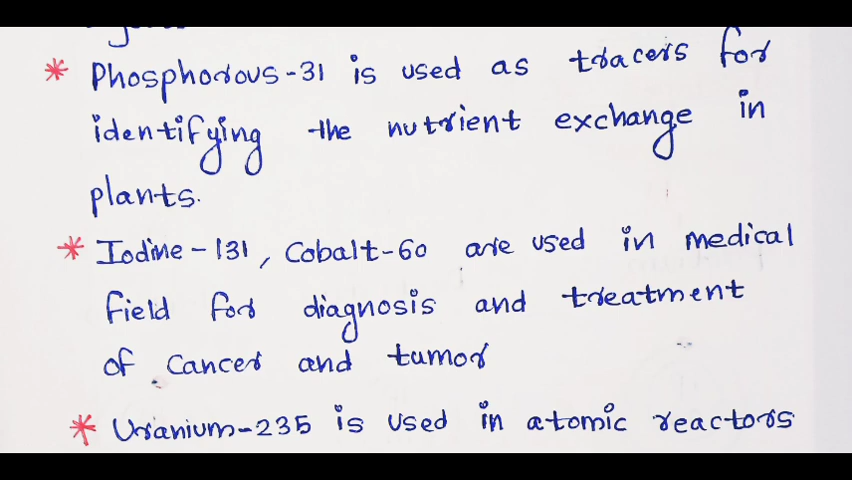 * Phosphorous-31 is used as tracers for
identifying the nutrient exchange in
plants.
* Iodine-131, Cobalt-60 are used in medical
field for diagnosis and treatment
of cancer and tumor
* Uranium-235 is used in atomic reactors